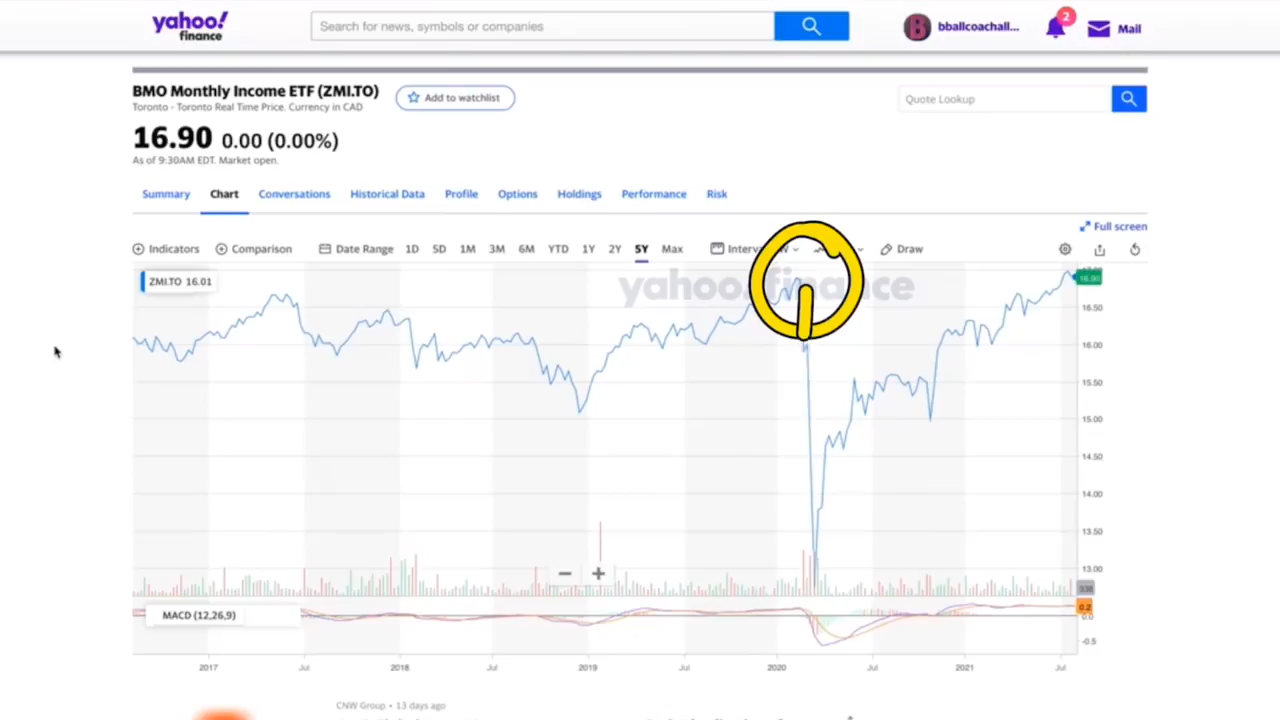 yahoo!
finance
Search for news, symbols or companies
B
bballcoachall...
2
Mail
BMO Monthly Income ETF (ZMI.TO)
Add to watchlist
Toronto - Toronto Real Time Price. Currency in CAD
Quote Lookup
16.90 0.00 (0.00%)
As of 9:30AM EDT. Market open.
Summary Chart Conversations Historical Data Profile Options Holdings Performance Risk
Full screen
Indicators Comparison Date Range 1D 5D 1M 3M 6M YTD 1Y 2Y 5Y Max Draw
ZMI.TO 16.01
yahoo! finance
16.90
16.50
16.00
15.50
15.00
14.50
14.00
13.50
13.00
MACD (12,26,9)
0.2
0.0
-0.5
2017 Jul 2018 Jul 2019 Jul 2020 Jul 2021 Jul
CNW Group • 13 days ago